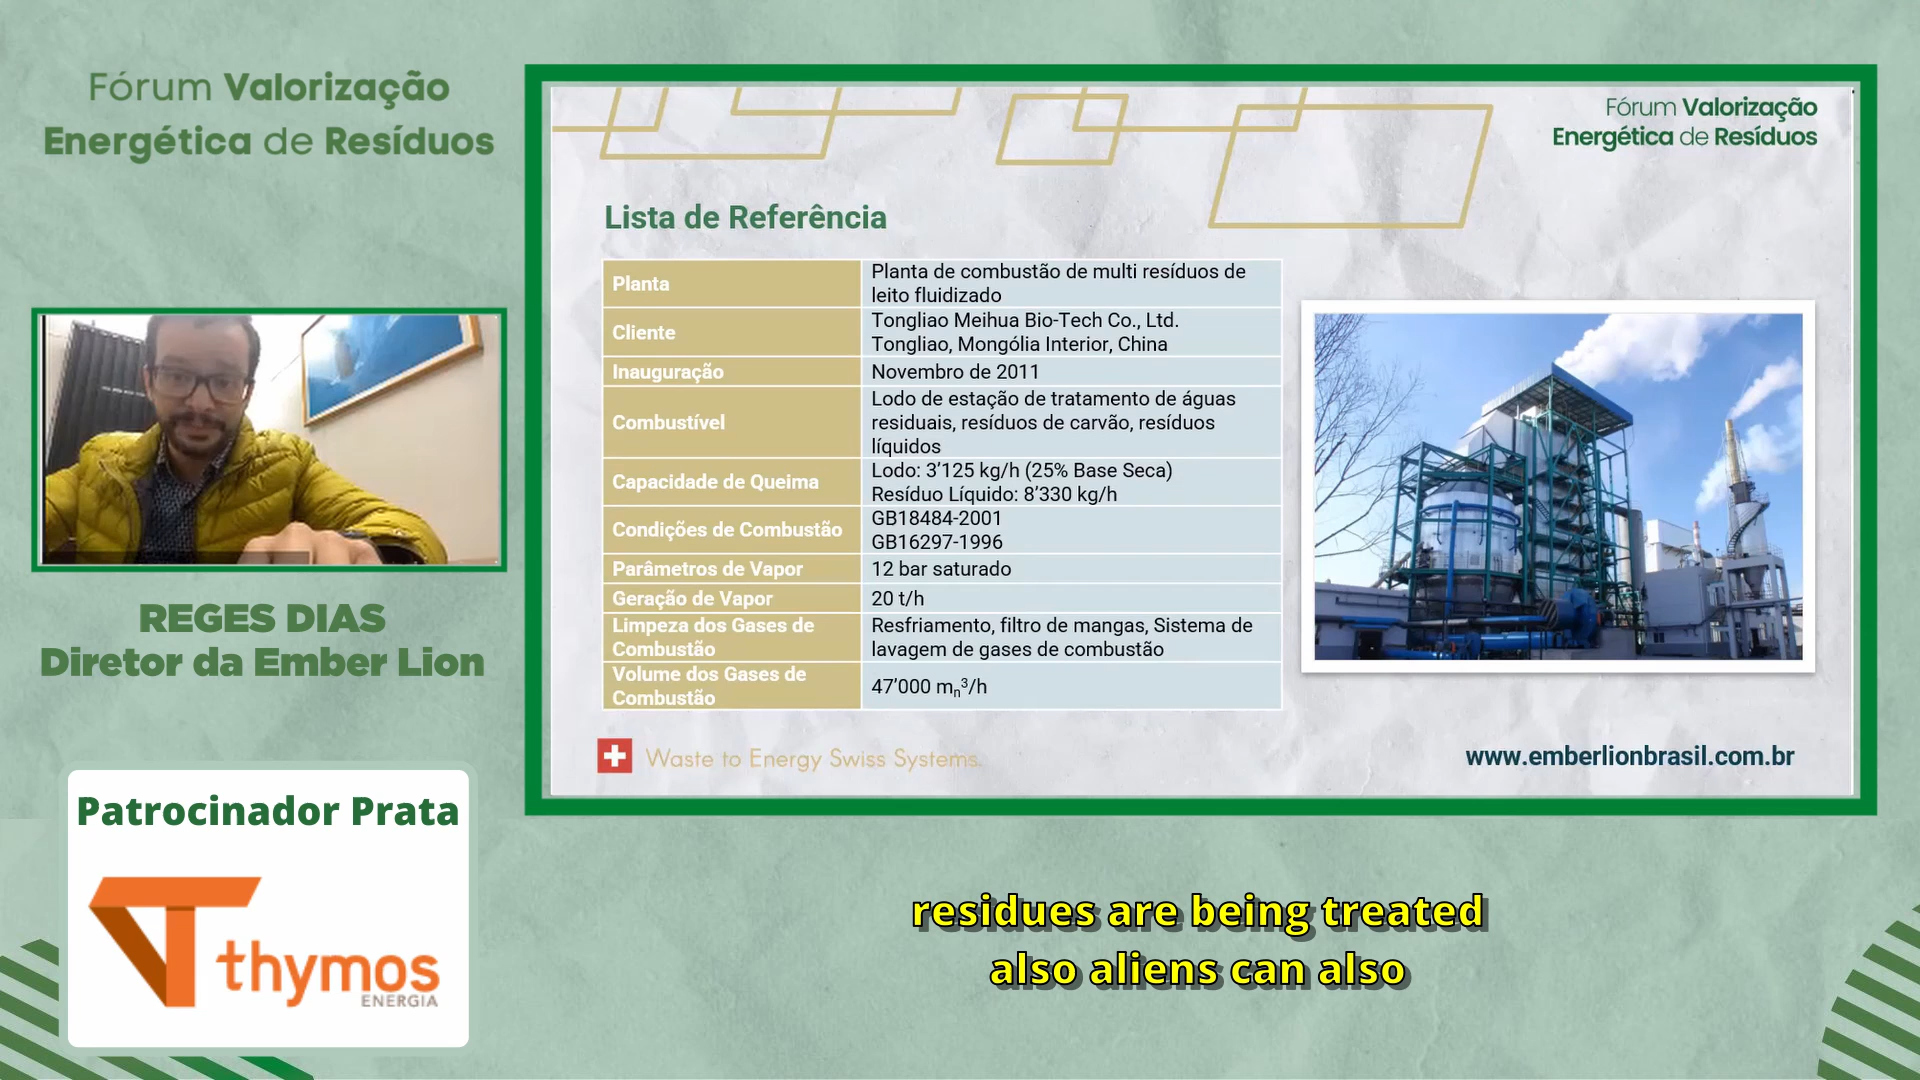 Fórum Valorização
Energética de Resíduos
REGES DIAS
Diretor da Ember Lion
Patrocinador Prata
thymos
ENERGIA
Fórum Valorização
Energética de Resíduos
Lista de Referência
Planta
Planta de combustão de multi resíduos de
leito fluidizado
Cliente
Tongliao Meihua Bio-Tech Co., Ltd.
Tongliao, Mongólia Interior, China
Inauguração
Novembro de 2011
Combustível
Lodo de estação de tratamento de águas
residuais, resíduos de carvão, resíduos
líquidos
Capacidade de Queima
Lodo: 3’125 kg/h (25% Base Seca)
Resíduo Líquido: 8’330 kg/h
Condições de Combustão
GB18484-2001
GB16297-1996
Parâmetros de Vapor
12 bar saturado
Geração de Vapor
20 t/h
Limpeza dos Gases de
Combustão
Resfriamento, filtro de mangas, Sistema de
lavagem de gases de combustão
Volume dos Gases de
Combustão
47’000 mn³/h
Waste to Energy Swiss Systems.
www.emberlionbrasil.com.br
residues are being treated
also aliens can also